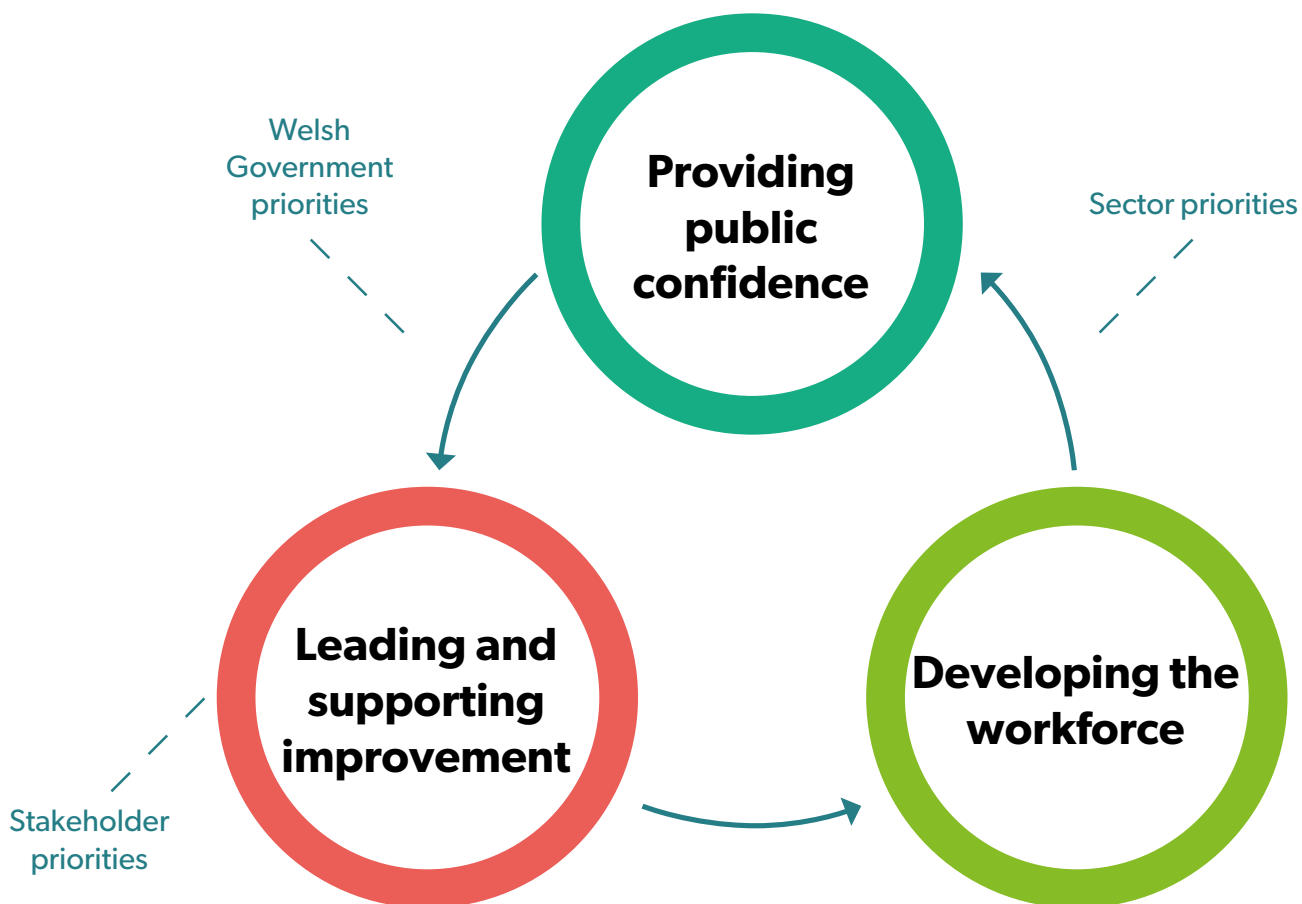 Welsh
Government
priorities
Providing
public
confidence
Sector priorities
Leading and
supporting
improvement
Developing the
workforce
Stakeholder
priorities